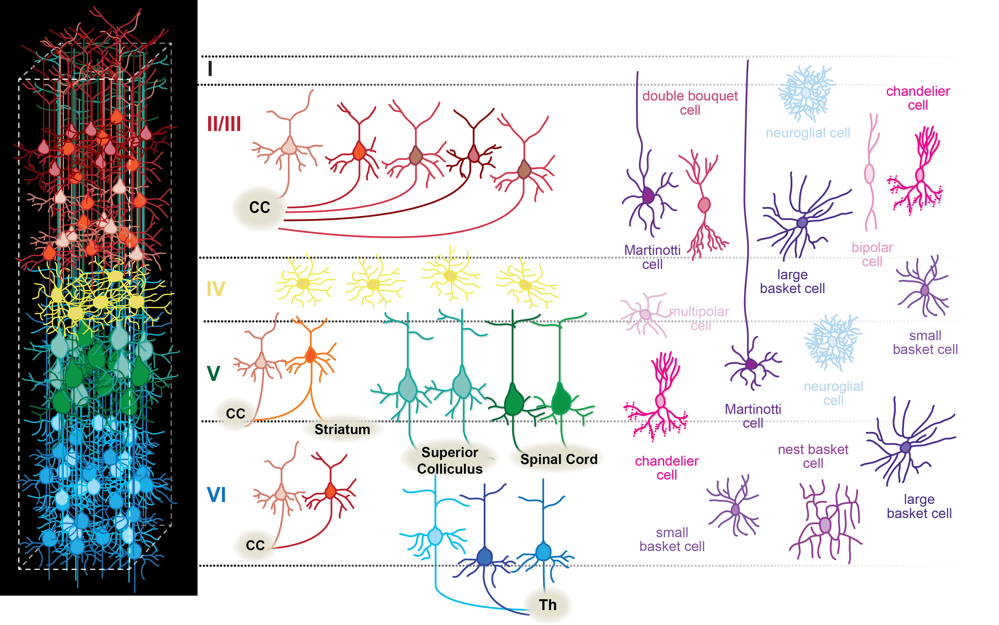 I
II/III
CC
double bouquet
cell
neuroglial cell
chandelier
cell
Martinotti
cell
large
basket cell
bipolar
cell
IV
multipolar
cell
small
basket cell
V
CC
Striatum
Superior
Colliculus
Spinal Cord
chandelier
cell
Martinotti
cell
neuroglial
cell
nest basket
cell
large
basket cell
VI
CC
Th
small
basket cell